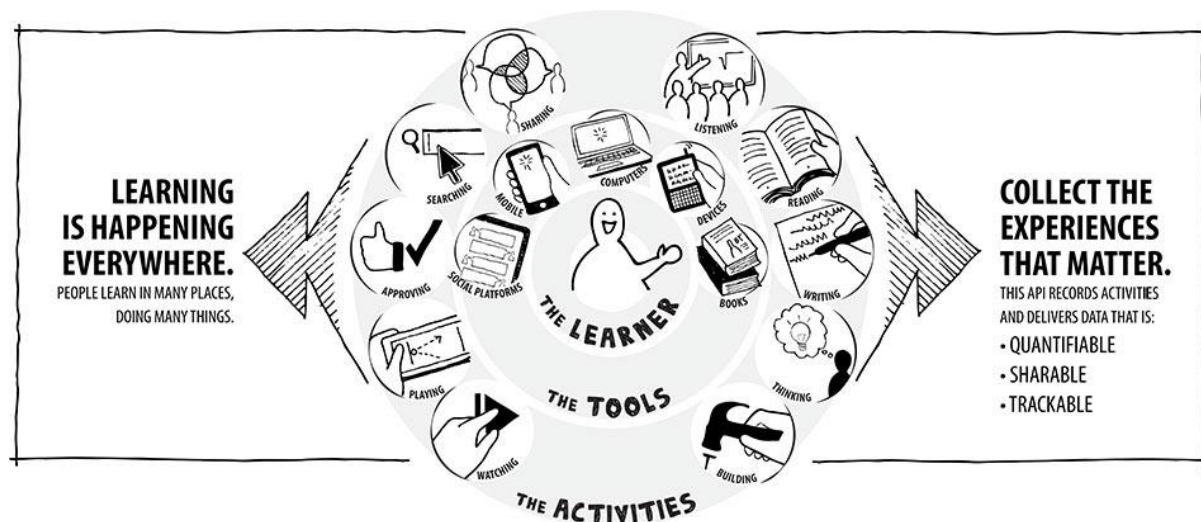 LEARNING
IS HAPPENING
EVERYWHERE.
PEOPLE LEARN IN MANY PLACES,
DOING MANY THINGS.
SHARING
LISTENING
SEARCHING
MOBILE
COMPUTERS
DEVICES
READING
APPROVING
SOCIAL PLATFORMS
BOOKS
WRITING
THE LEARNER
PLAYING
THINKING
THE TOOLS
WATCHING
BUILDING
THE ACTIVITIES
COLLECT THE
EXPERIENCES
THAT MATTER.
THIS API RECORDS ACTIVITIES
AND DELIVERS DATA THAT IS:
• QUANTIFIABLE
• SHARABLE
• TRACKABLE